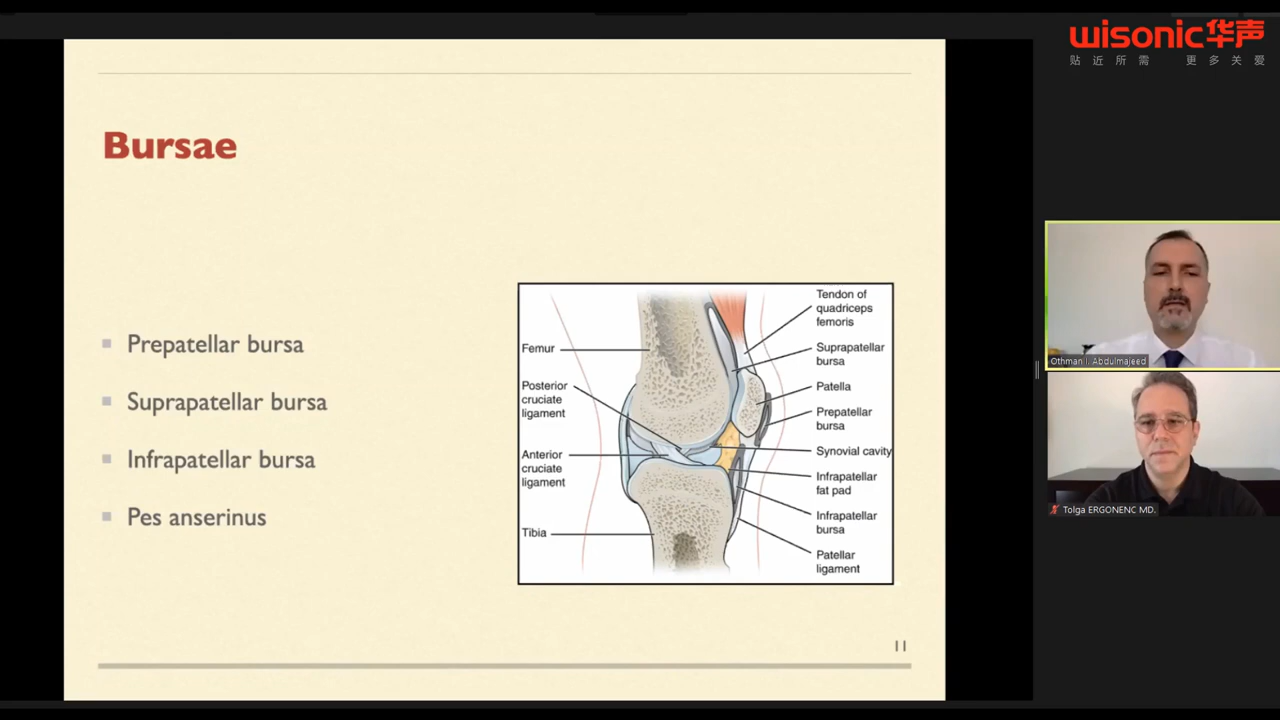 wisonic华声
贴近所需 更多关爱
Bursae
Prepatellar bursa
Suprapatellar bursa
Infrapatellar bursa
Pes anserinus
Femur
Posterior
cruciate
ligament
Anterior
cruciate
ligament
Tibia
Tendon of
quadriceps
femoris
Suprapatellar
bursa
Patella
Prepatellar
bursa
Synovial cavity
Infrapatellar
fat pad
Infrapatellar
bursa
Patellar
ligament
11
Othman I. Abdulmajeed
Tolga ERGONENC MD.